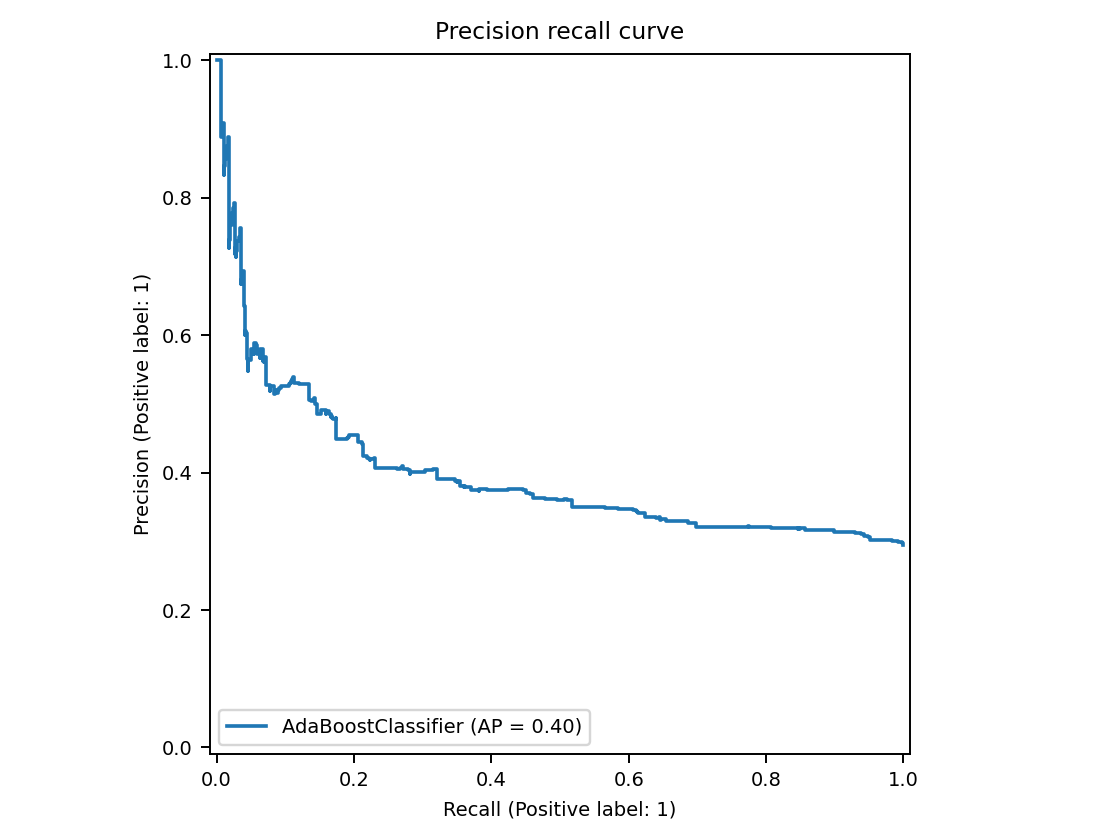 Precision recall curve
1.0
0.8
0.6
0.4
0.2
0.0
Precision (Positive label: 1)
AdaBoostClassifier (AP = 0.40)
0.0 0.2 0.4 0.6 0.8 1.0
Recall (Positive label: 1)